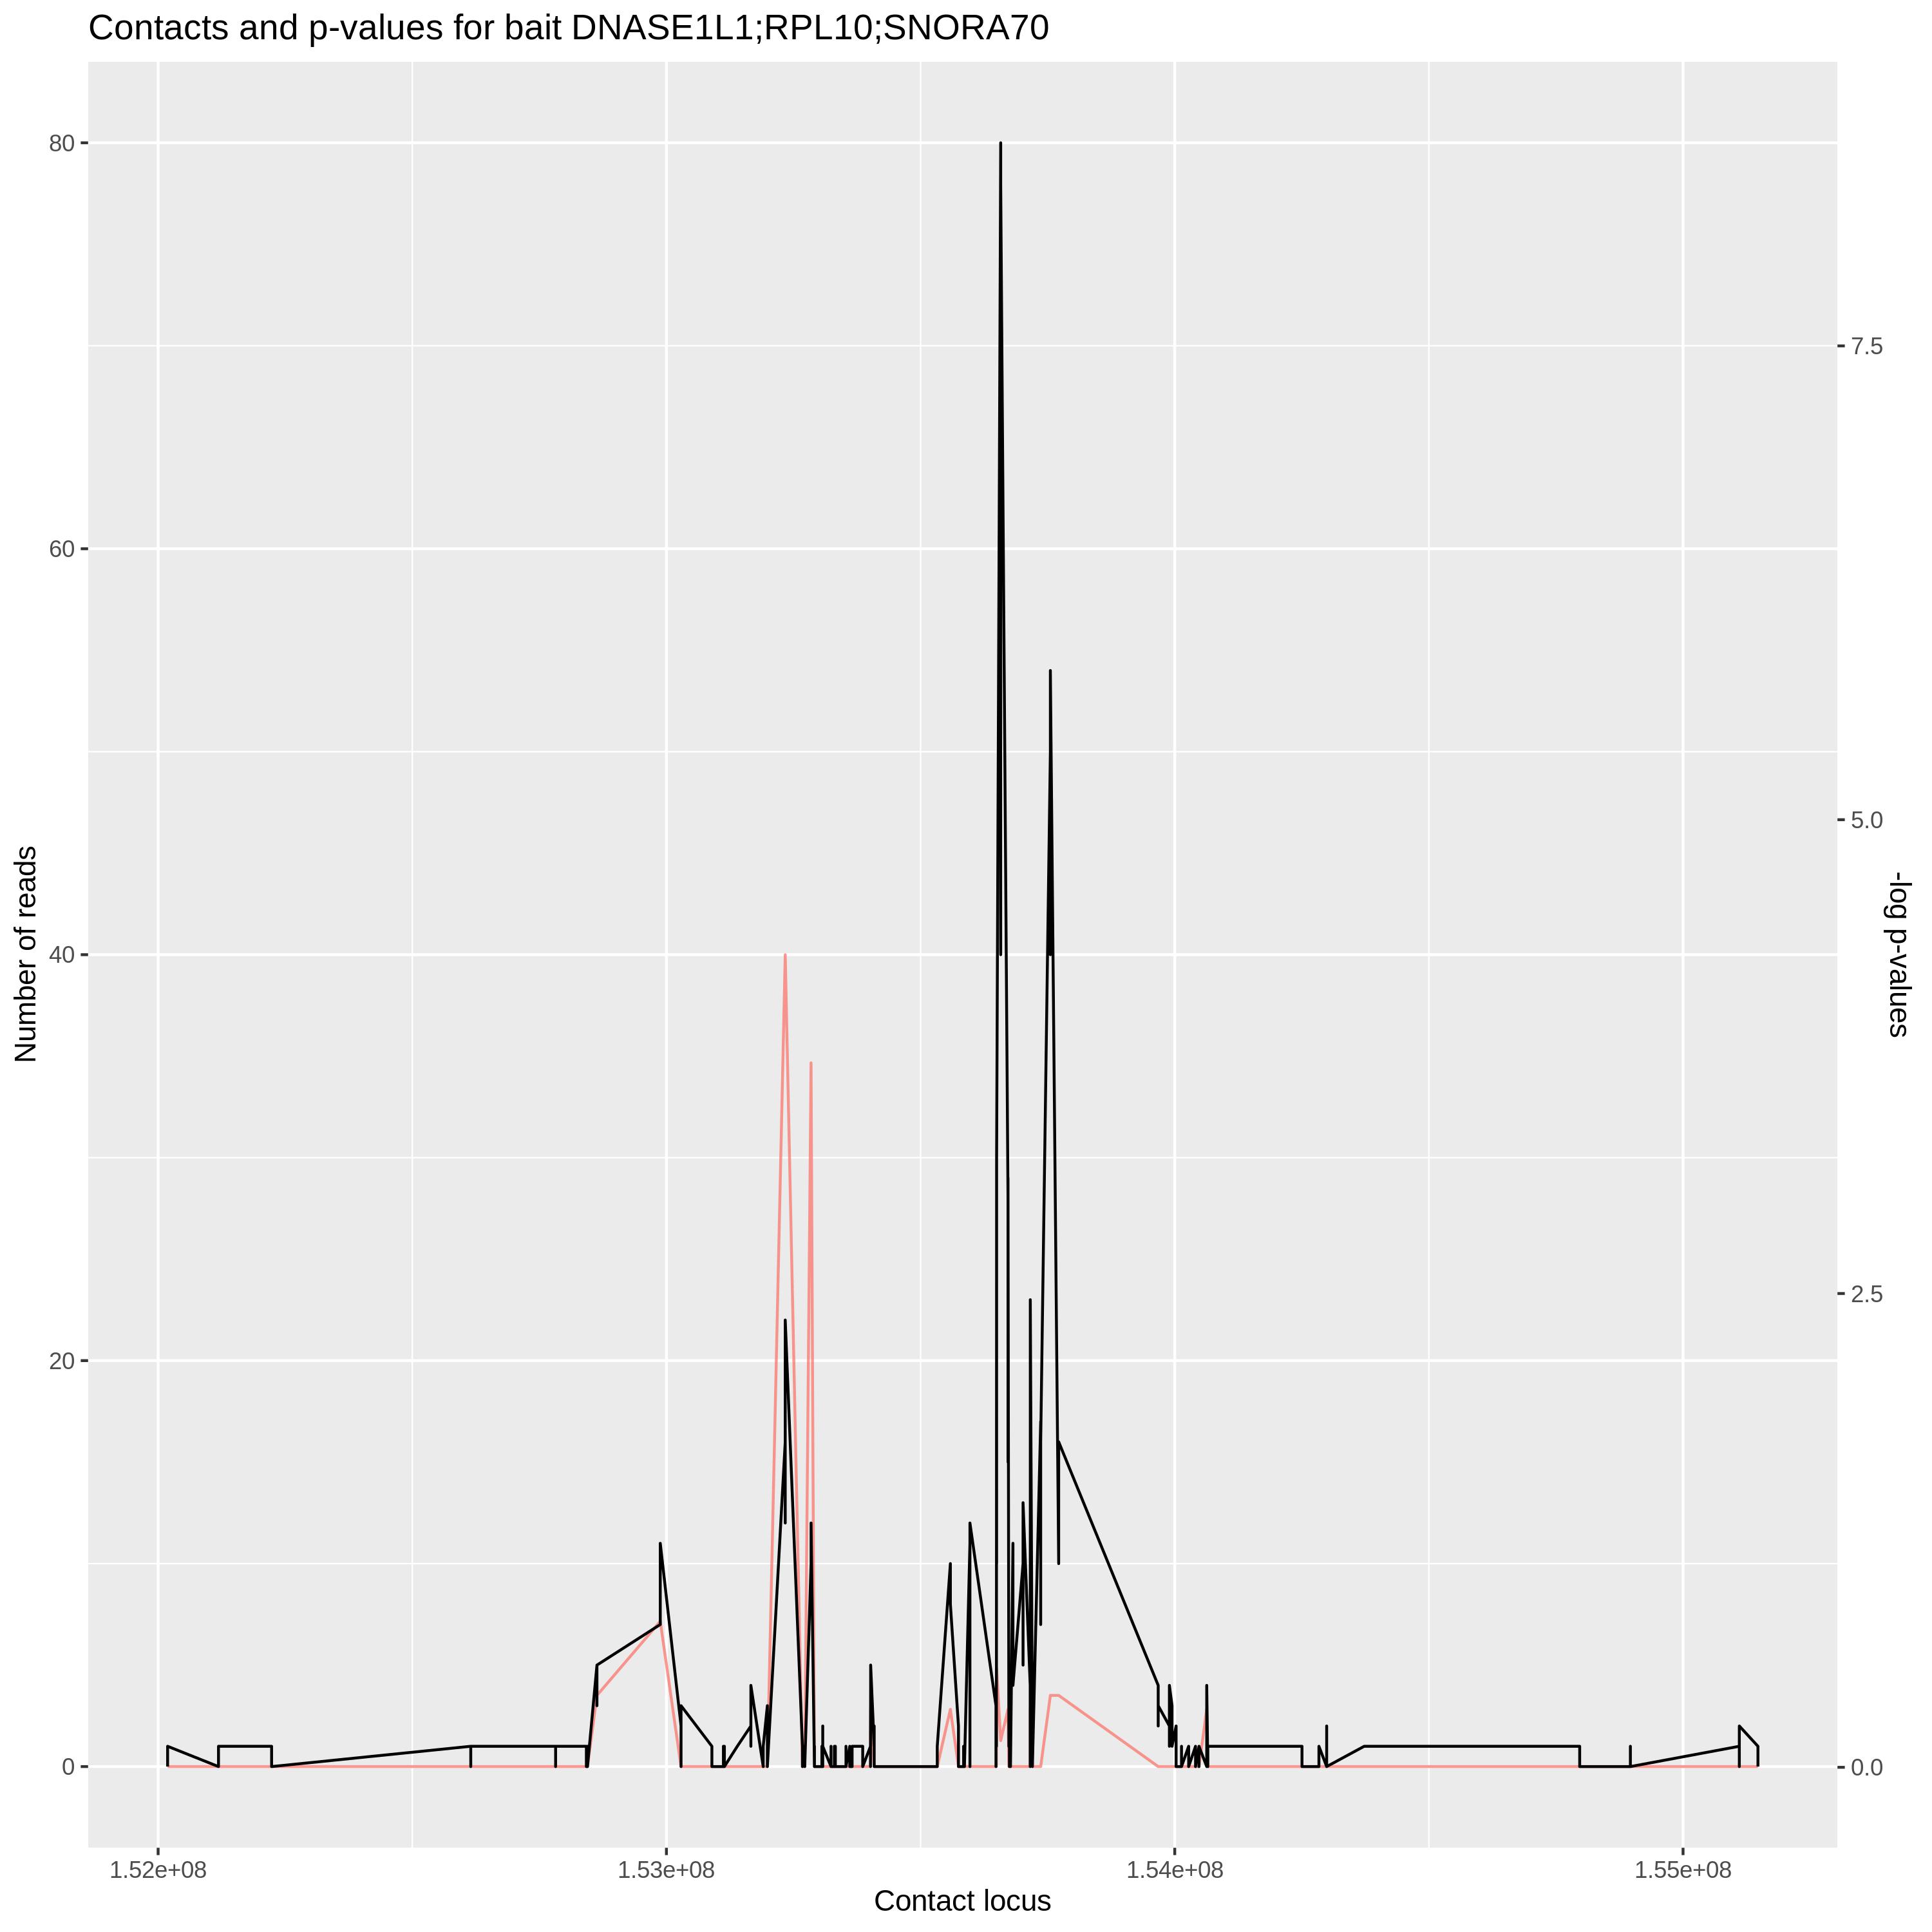 Contacts and p-values for bait DNASE1L1;RPL10;SNORA70
80
60
40
20
0
Number of reads
7.5
5.0
2.5
0.0
-log p-values
1.52e+08
1.53e+08
1.54e+08
1.55e+08
Contact locus